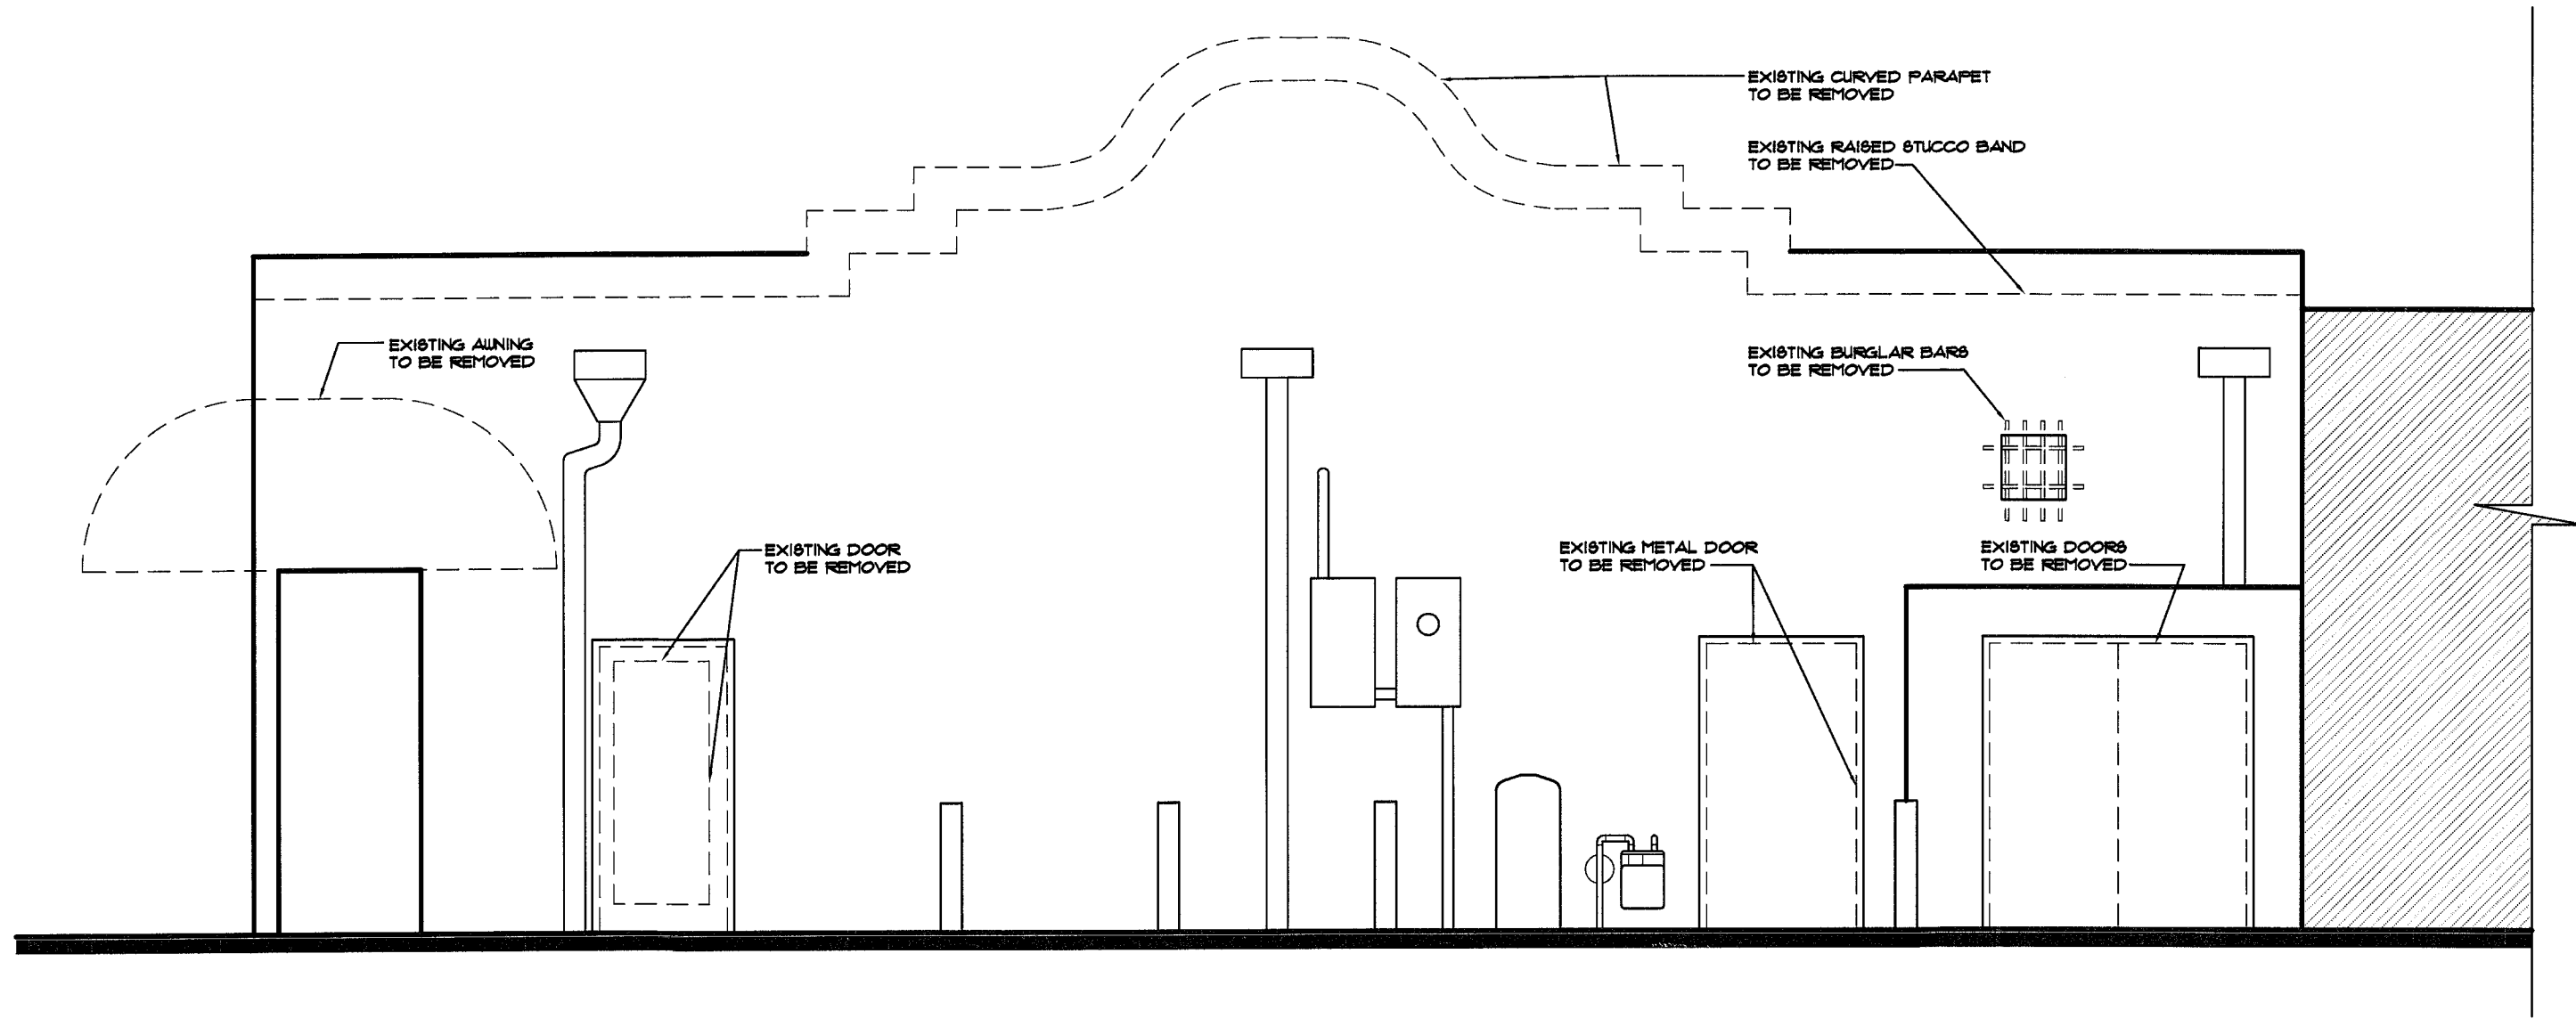 EXISTING CURVED PARAPET
TO BE REMOVED
EXISTING RAISED STUCCO BAND
TO BE REMOVED
EXISTING AWNING
TO BE REMOVED
EXISTING BURGLAR BARS
TO BE REMOVED
EXISTING DOOR
TO BE REMOVED
EXISTING METAL DOOR
TO BE REMOVED
EXISTING DOORS
TO BE REMOVED